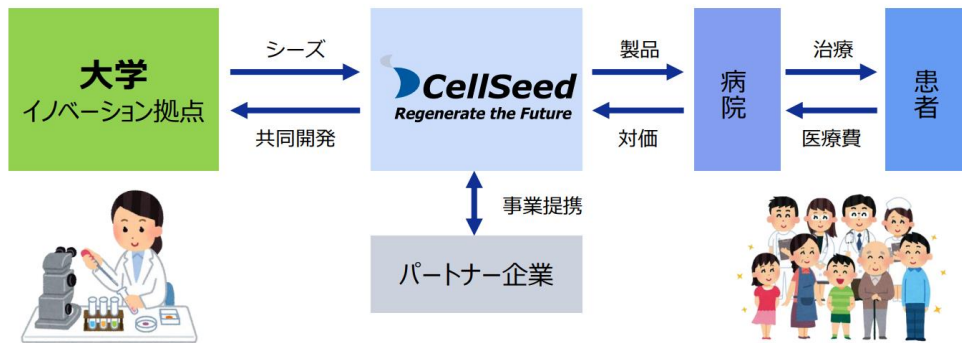 大学
イノベーション拠点
シーズ
共同開発
CellSeed
Regenerate the Future
製品
対価
病院
治療
医療費
患者
事業提携
パートナー企業